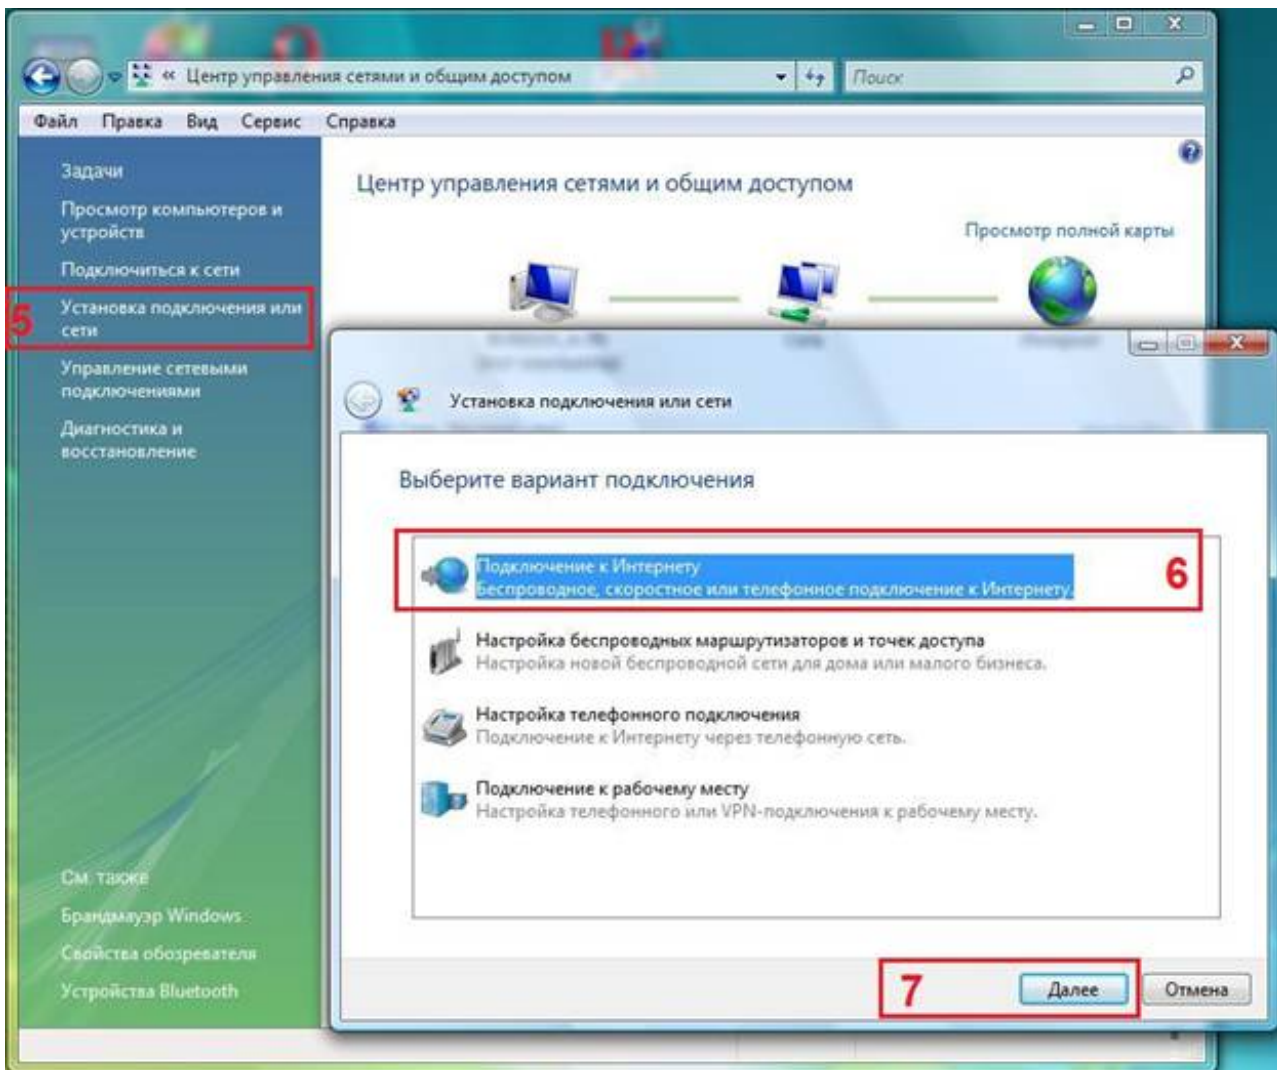 Центр управления сетями и общим доступом
Поиск
Файл Правка Вид Сервис Справка
Задачи
Просмотр компьютеров и
устройств
Подключиться к сети
5
Установка подключения или
сети
Управление сетевыми
подключениями
Диагностика и
восстановление
См. также
Брандмауэр Windows
Свойства обозревателя
Устройства Bluetooth
Центр управления сетями и общим доступом
Просмотр полной карты
Установка подключения или сети
Выберите вариант подключения
Подключение к Интернету
Беспроводное, скоростное или телефонное подключение к Интернету.
6
Настройка беспроводных маршрутизаторов и точек доступа
Настройка новой беспроводной сети для дома или малого бизнеса.
Настройка телефонного подключения
Подключение к Интернету через телефонную сеть.
Подключение к рабочему месту
Настройка телефонного или VPN-подключения к рабочему месту.
7
Далее
Отмена